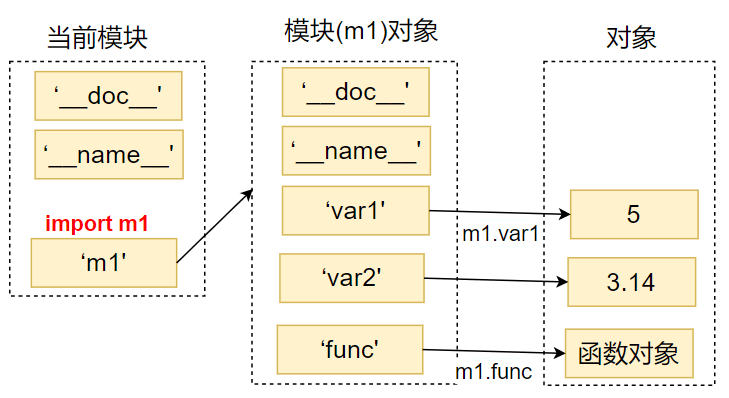 当前模块
模块(m1)对象
对象
‘__doc__'
‘__name__'
import m1
‘m1'
‘__doc__'
‘__name__'
‘var1'
‘var2'
‘func'
m1.var1
m1.func
5
3.14
函数对象